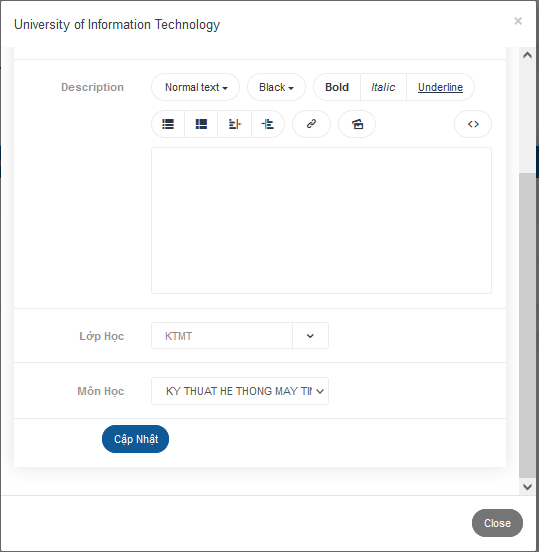 University of Information Technology
×
Description
Normal text
Black
Bold
Italic
Underline
Lớp Học
KTMT
Môn Học
KY THUAT HE THONG MAY TI
Cập Nhật
Close